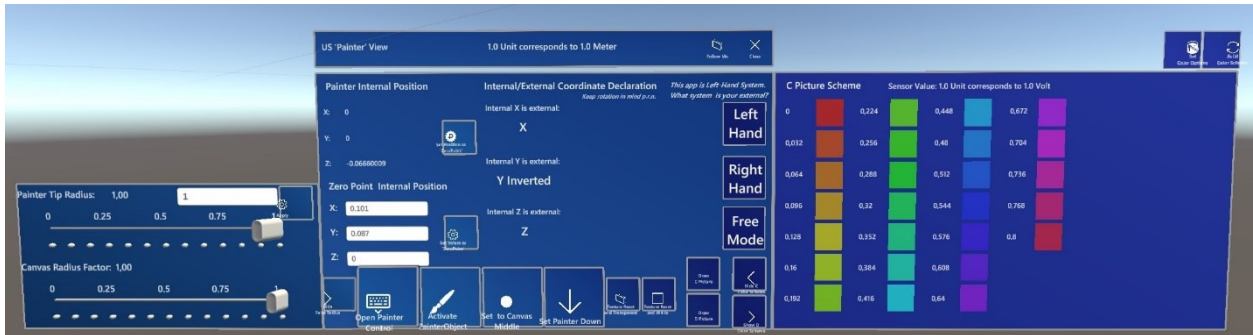 US 'Painter' View
1.0 Unit corresponds to 1.0 Meter
Follow Me
Close
Painter Internal Position
X: 0
Y: 0
Z: -0.06660009
Zero Point Internal Position
X: 0.101
Y: 0.087
Z: 0
Internal/External Coordinate Declaration
Keep rotation in mind p.r.n.
This app is Left Hand System.
What system is your external?
Internal X is external:
X
Internal Y is external:
Y Inverted
Internal Z is external:
Z
Left
Hand
Right
Hand
Free
Mode
Painter Tip Radius: 1,00
1
Apply
0 0.25 0.5 0.75 1
Canvas Radius Factor: 1,00
0 0.25 0.5 0.75 1
Open Painter
Control
Activate
PainterObject
Set to Canvas
Middle
Set Painter Down
C Picture Scheme
Sensor Value: 1.0 Unit corresponds to 1.0 Volt
0 0,224 0,448 0,672
0,032 0,256 0,48 0,704
0,064 0,288 0,512 0,736
0,096 0,32 0,544 0,768
0,128 0,352 0,576 0,8
0,16 0,384 0,608
0,192 0,416 0,64